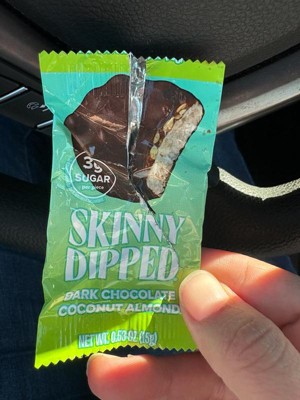 3g
SUGAR
per piece
SKINNY
DIPPED
DARK CHOCOLATE
COCONUT ALMOND
NET WT 0.53 OZ (15g)